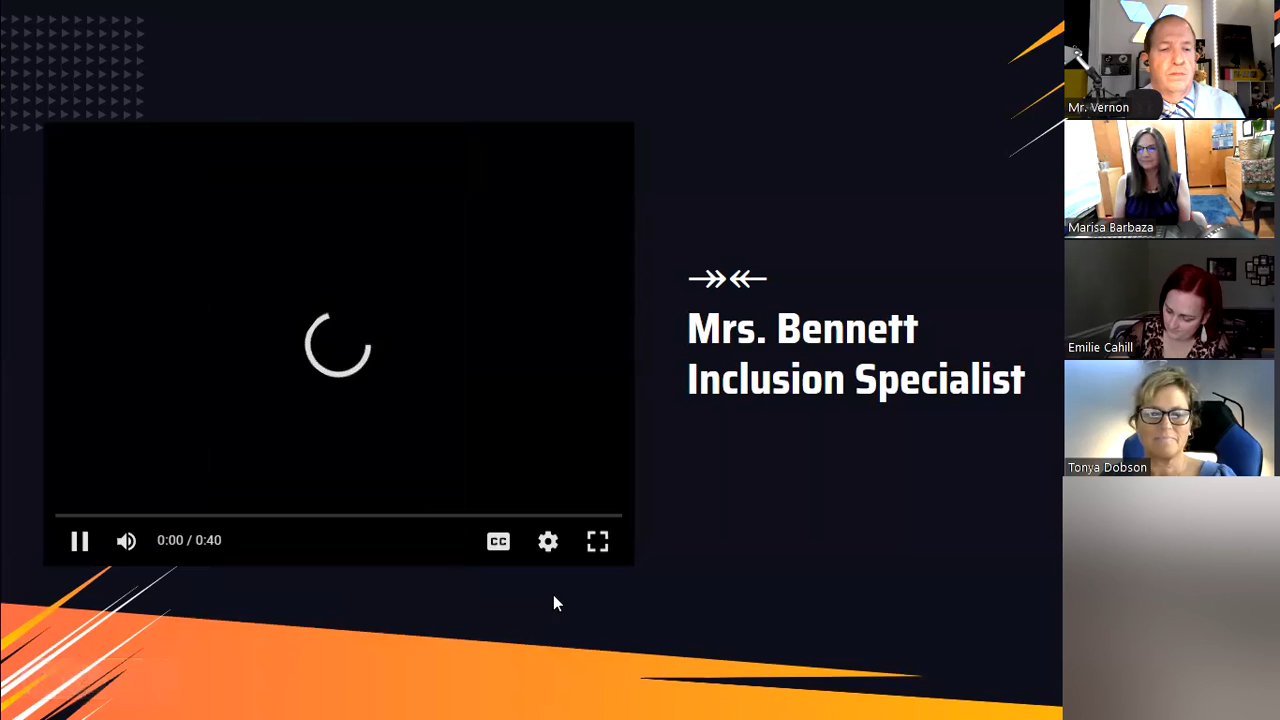 Mr. Vernon
Marisa Barbaza
Mrs. Bennett
Inclusion Specialist
Emilie Cahill
Tonya Dobson
0:00 / 0:40
CC